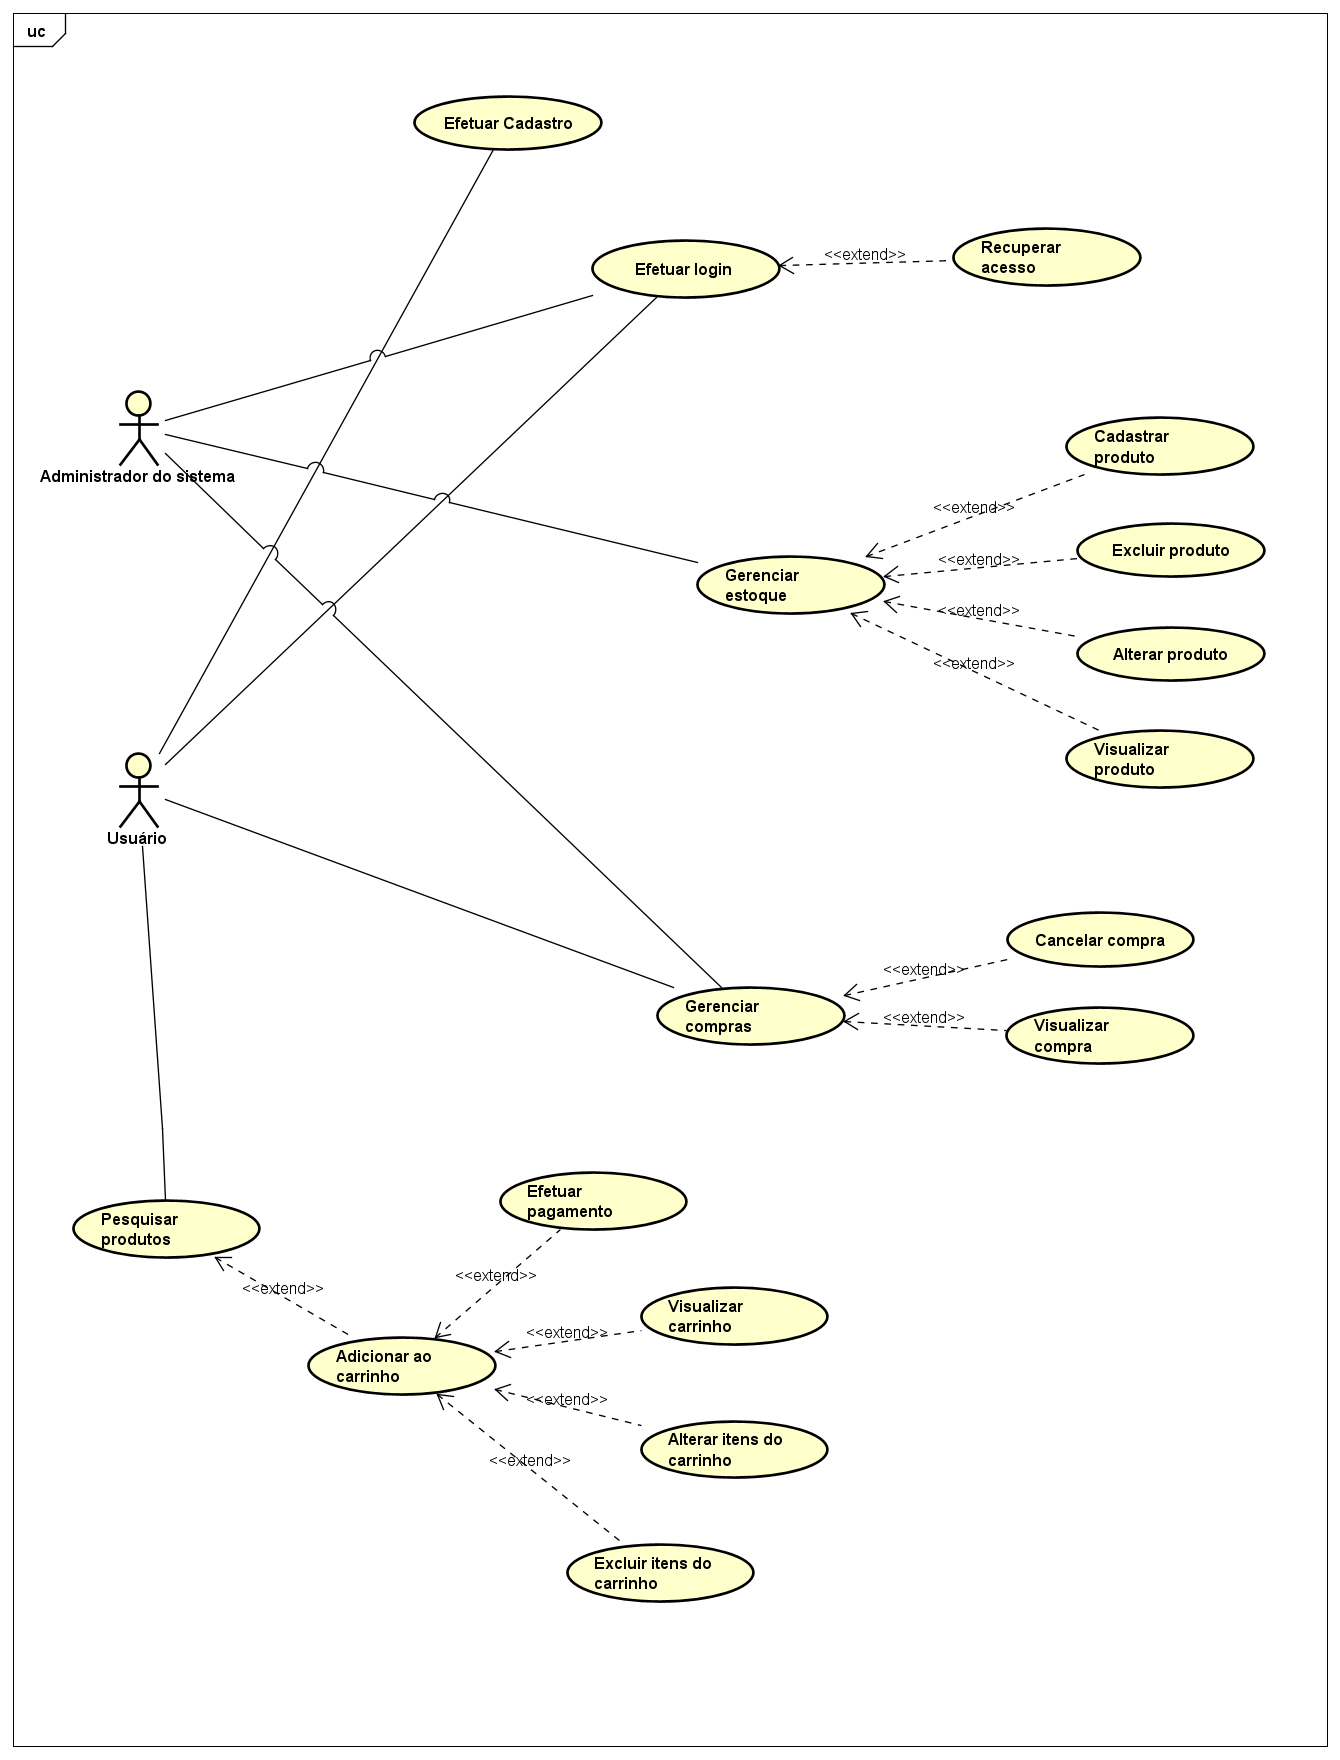 uc
Efetuar Cadastro
Efetuar login
<<extend>>
Recuperar
acesso
Administrador do sistema
Cadastrar
produto
<<extend>>
Excluir produto
<<extend>>
Gerenciar
estoque
<<extend>>
Alterar produto
<<extend>>
Visualizar
produto
Usuário
Cancelar compra
<<extend>>
Gerenciar
compras
<<extend>>
Visualizar
compra
Pesquisar
produtos
Efetuar
pagamento
<<extend>>
<<extend>>
Visualizar
carrinho
<<extend>>
Adicionar ao
carrinho
<<extend>>
Alterar itens do
carrinho
<<extend>>
Excluir itens do
carrinho